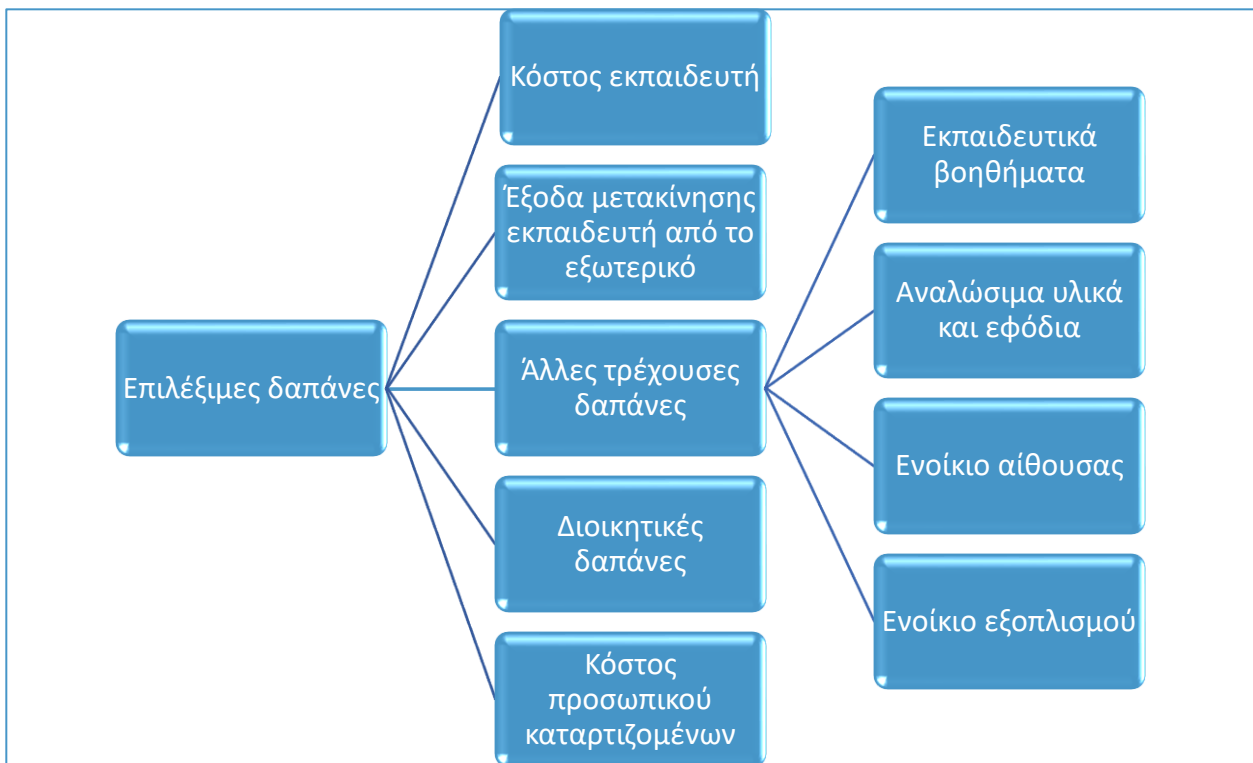 Επιλέξιμες δαπάνες
Κόστος εκπαιδευτή
Έξοδα μετακίνησης
εκπαιδευτή από το
εξωτερικό
Άλλες τρέχουσες
δαπάνες
Διοικητικές
δαπάνες
Κόστος
προσωπικού
καταρτιζομένων
Εκπαιδευτικά
βοηθήματα
Αναλώσιμα υλικά
και εφόδια
Ενοίκιο αίθουσας
Ενοίκιο εξοπλισμού